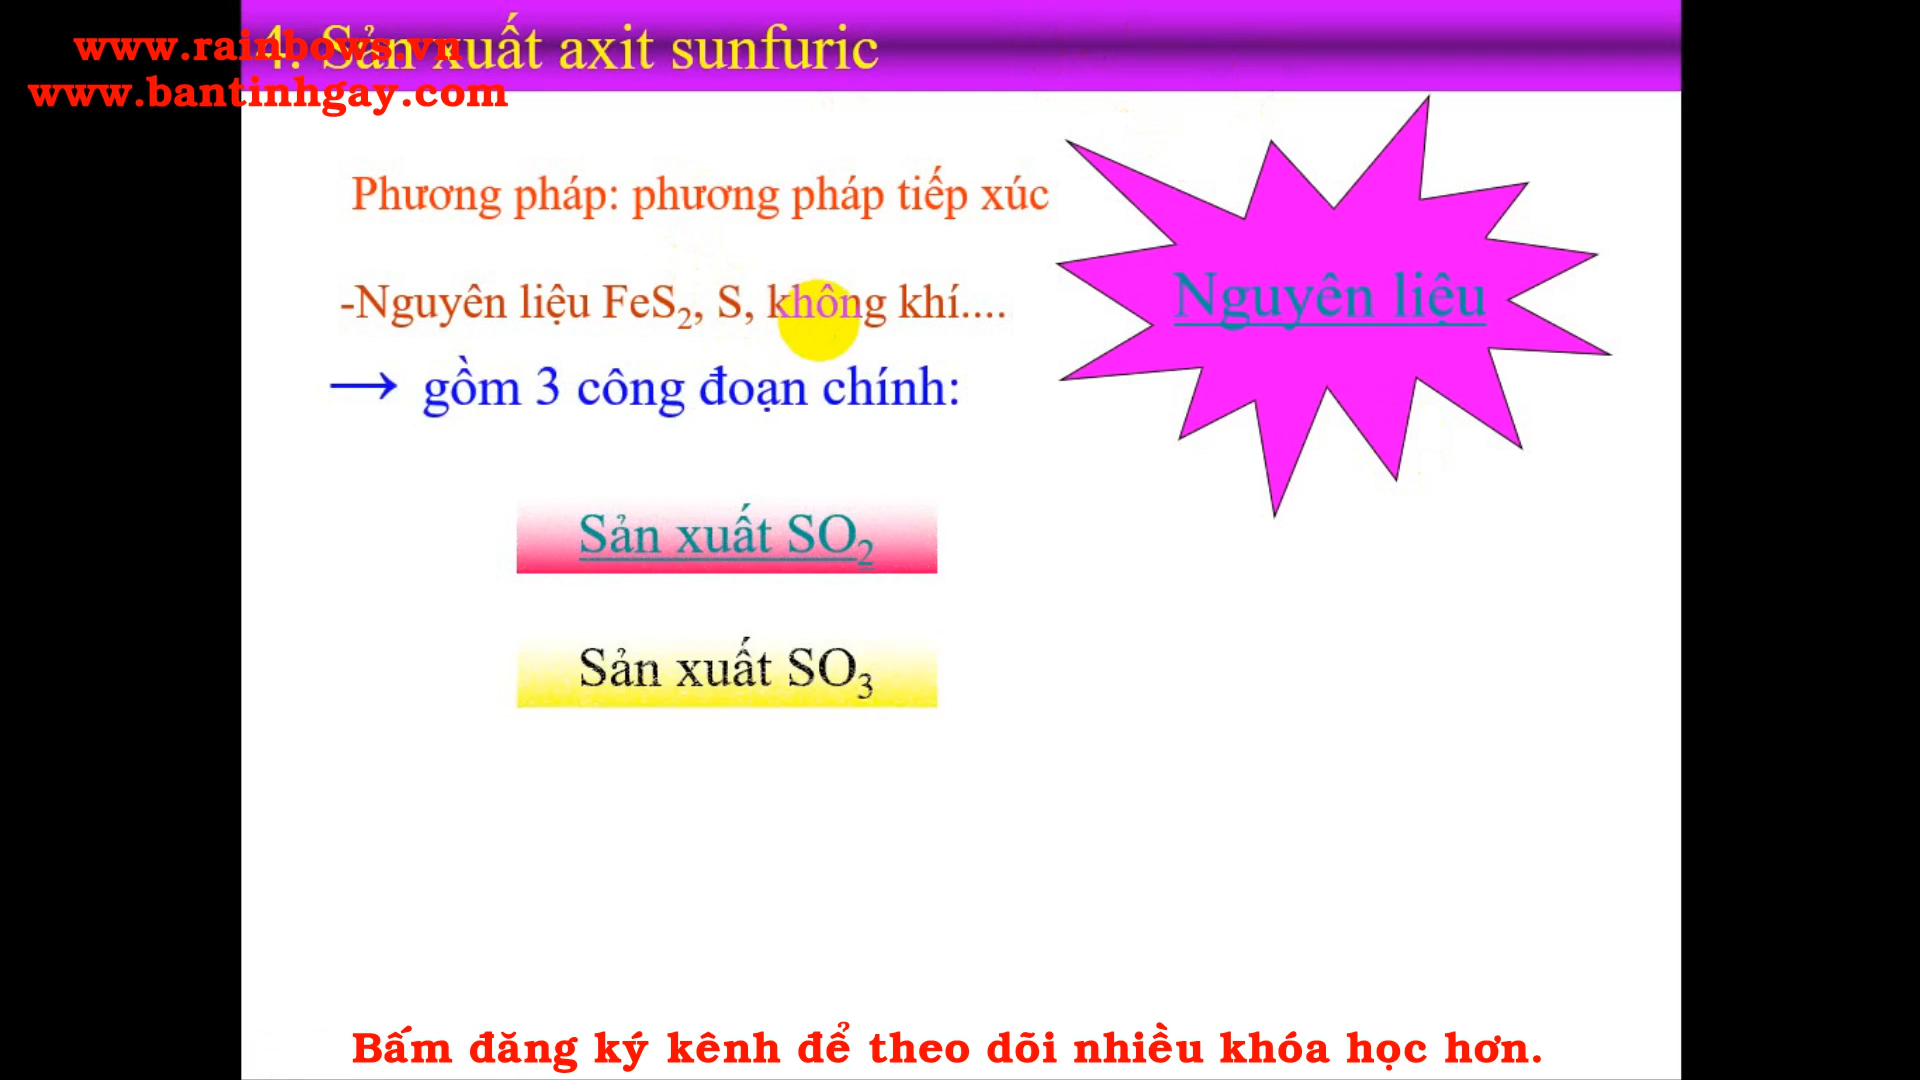 www.rainbows.vn
4. Sản xuất axit sunfuric
www.bantinhgay.com
Phương pháp: phương pháp tiếp xúc
-Nguyên liệu FeS₂, S, không khí....
Nguyên liệu
→ gồm 3 công đoạn chính:
Sản xuất SO₂
Sản xuất SO₃
Bấm đăng ký kênh để theo dõi nhiều khóa học hơn.